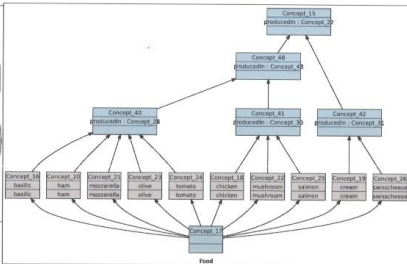 Concept_15
producedIn : Concept_27
Concept_48
producedIn : Concept_43
Concept_40
producedIn : Concept_28
Concept_41
producedIn : Concept_30
Concept_42
producedIn : Concept_31
Concept_16
basilic
basilic
Concept_20
ham
ham
Concept_21
mozzarella
mozzarella
Concept_23
olive
olive
Concept_24
tomato
tomato
Concept_18
chicken
chicken
Concept_22
mushroom
mushroom
Concept_25
salmon
salmon
Concept_19
cream
cream
Concept_26
swisscheese
swisscheese
Concept_17
Food